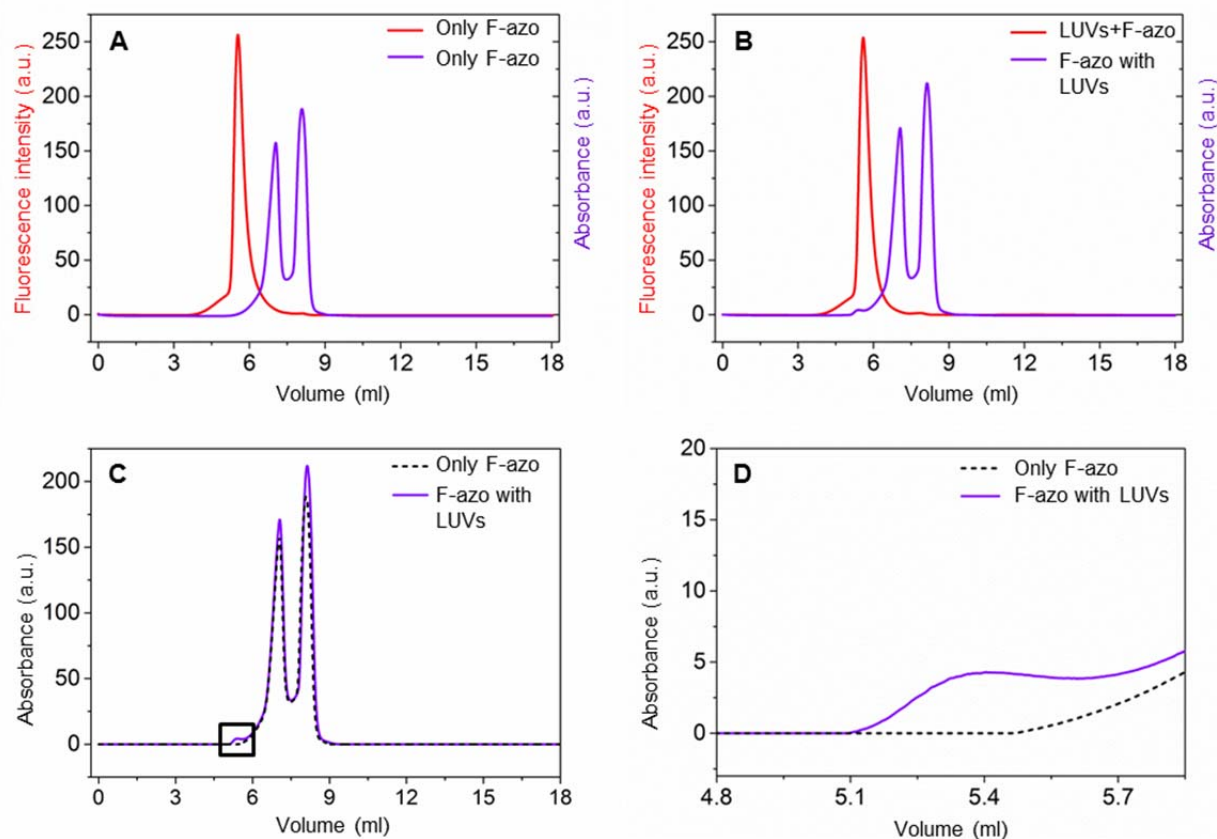 A
Only F-azo
Only F-azo
Fluorescence intensity (a.u.)
Absorbance (a.u.)
250
200
150
100
50
0
0 3 6 9 12 15 18
Volume (ml)
B
LUVs+F-azo
F-azo with
LUVs
Fluorescence intensity (a.u.)
Absorbance (a.u.)
250
200
150
100
50
0
0 3 6 9 12 15 18
Volume (ml)
C
Only F-azo
F-azo with
LUVs
Absorbance (a.u.)
200
150
100
50
0
0 3 6 9 12 15 18
Volume (ml)
D
Only F-azo
F-azo with LUVs
Absorbance (a.u.)
20
15
10
5
0
4.8 5.1 5.4 5.7
Volume (ml)